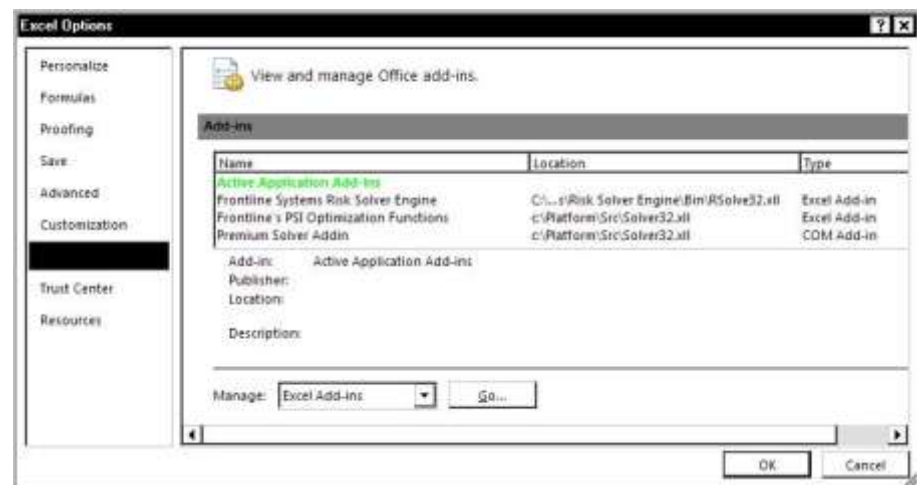 Excel Options
Personalize
Formulas
Proofing
Save
Advanced
Customization
Trust Center
Resources
View and manage Office add-ins.
Add-ins
Name Location Type
Active Application Add-ins
Frontline Systems Risk Solver Engine C:\...s\Risk Solver Engine\Bin\RSolve32.xll Excel Add-in
Frontline's PSI Optimization Functions c:\Platform\Src\Solver32.xll Excel Add-in
Premium Solver Addin c:\Platform\Src\Solver32.xll COM Add-in
Add-in: Active Application Add-ins
Publisher:
Location:
Description:
Manage: Excel Add-ins Go...
OK Cancel